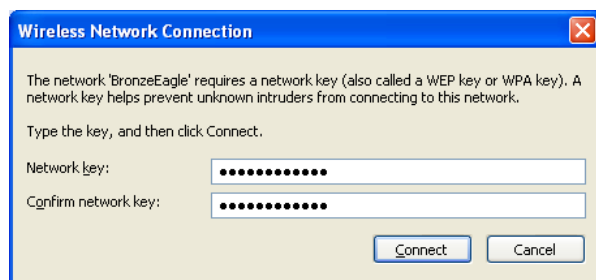 Wireless Network Connection
The network 'BronzeEagle' requires a network key (also called a WEP key or WPA key). A
network key helps prevent unknown intruders from connecting to this network.
Type the key, and then click Connect.
Network key: ●●●●●●●●●●●●
Confirm network key: ●●●●●●●●●●●●
Connect Cancel